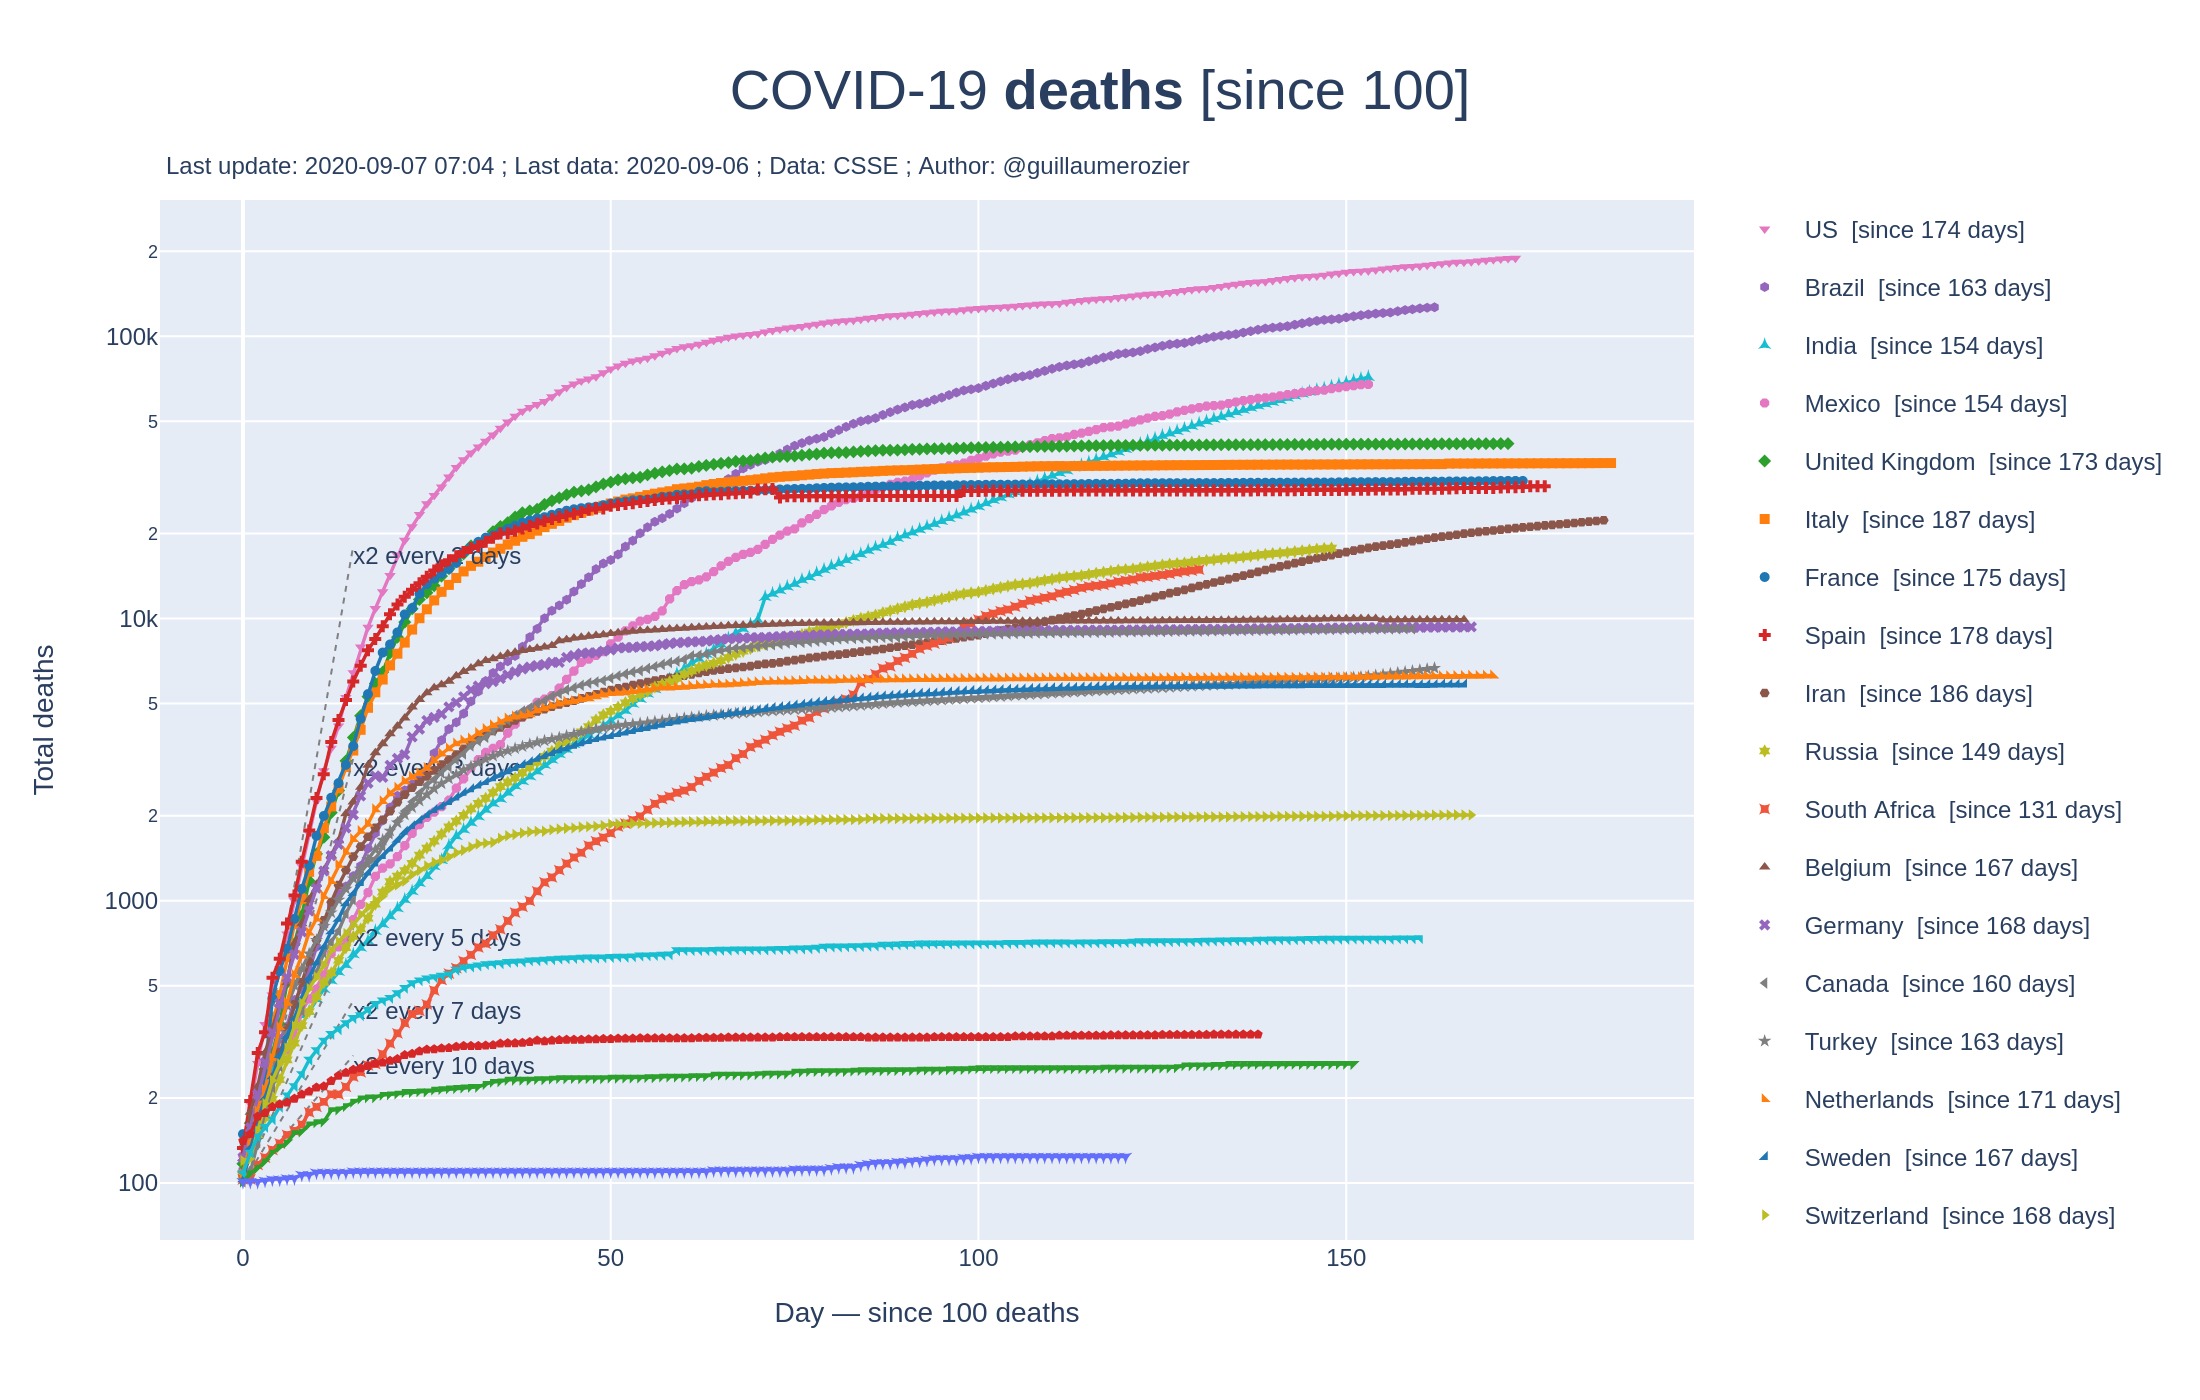 COVID-19 deaths [since 100]
Last update: 2020-09-07 07:04 ; Last data: 2020-09-06 ; Data: CSSE ; Author: @guillaumerozier
Total deaths
2
100k
5
2
10k
5
2
1000
5
2
100
x2 every 2 days
x2 every 3 days
x2 every 5 days
x2 every 7 days
x2 every 10 days
0
50
100
150
Day — since 100 deaths
US [since 174 days]
Brazil [since 163 days]
India [since 154 days]
Mexico [since 154 days]
United Kingdom [since 173 days]
Italy [since 187 days]
France [since 175 days]
Spain [since 178 days]
Iran [since 186 days]
Russia [since 149 days]
South Africa [since 131 days]
Belgium [since 167 days]
Germany [since 168 days]
Canada [since 160 days]
Turkey [since 163 days]
Netherlands [since 171 days]
Sweden [since 167 days]
Switzerland [since 168 days]